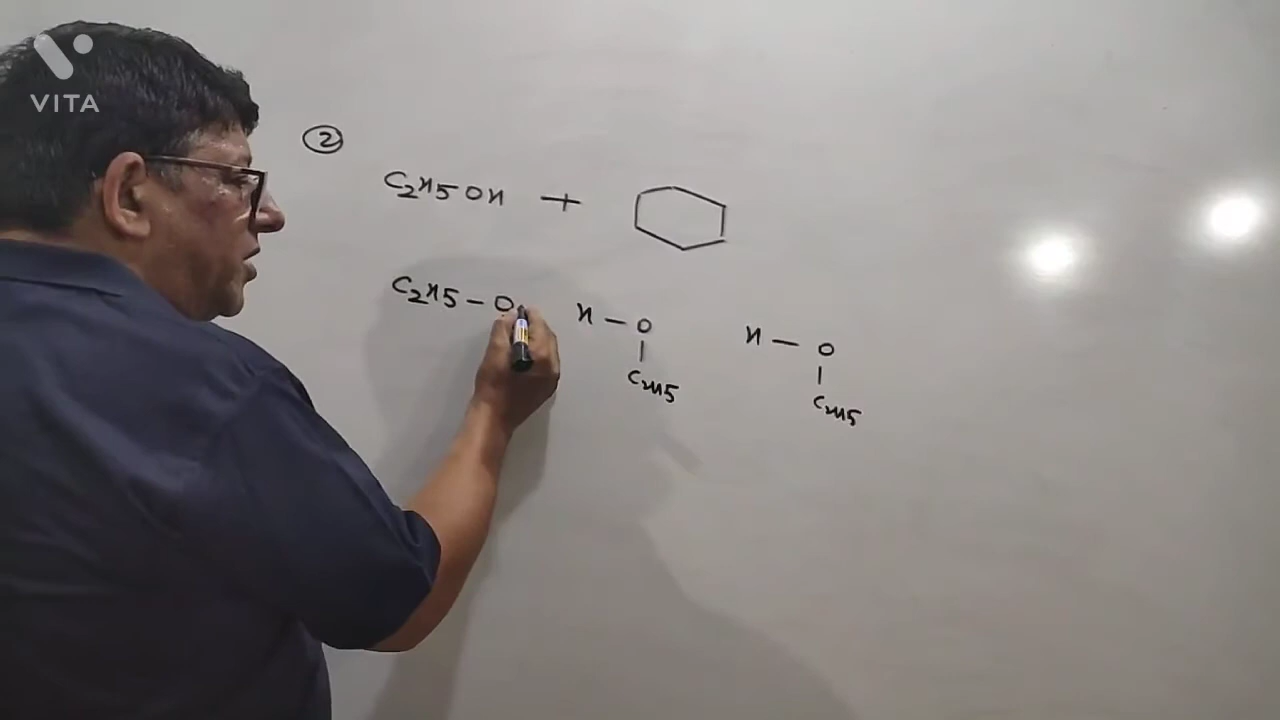 VITA
②
C₂H5OH +
C₂H5 – O H – O H – O
C₂H5 C₂H5